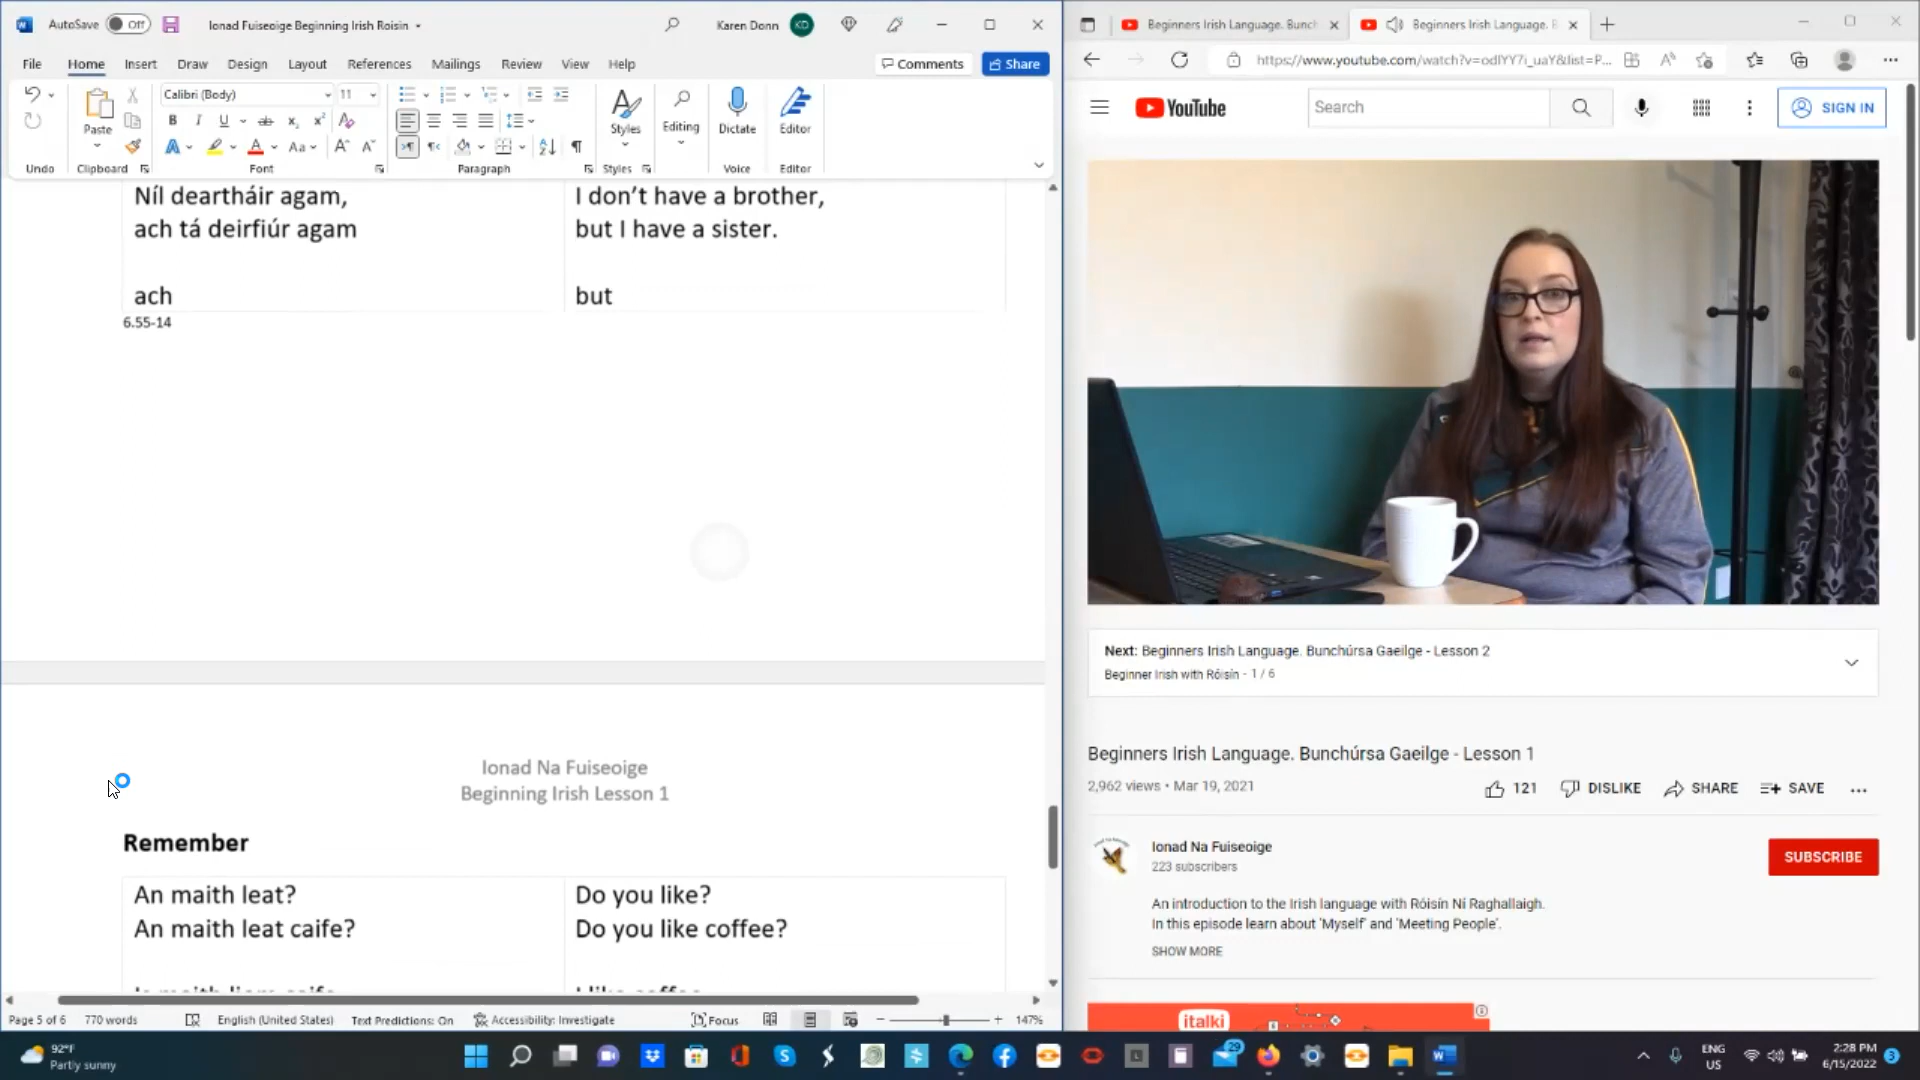 AutoSave Off
Ionad Fuiseoige Beginning Irish Roisin
Karen Donn KD
File Home Insert Draw Design Layout References Mailings Review View Help
Comments Share
Calibri (Body) 11
Paste Styles Editing Dictate Editor
Undo Clipboard Font Paragraph Styles Voice Editor
Níl deartháir agam,
ach tá deirfiúr agam
ach
I don't have a brother,
but I have a sister.
but
6.55-14
Ionad Na Fuiseoige
Beginning Irish Lesson 1
Remember
An maith leat?
An maith leat caife?
Do you like?
Do you like coffee?
Page 5 of 6 770 words English (United States) Text Predictions: On Accessibility: Investigate Focus 147%
Beginners Irish Language. Bunch
Beginners Irish Language. B
https://www.youtube.com/watch?v=odlYY7i_uaY&list=P...
YouTube
Search
SIGN IN
Next: Beginners Irish Language. Bunchúrsa Gaeilge - Lesson 2
Beginner Irish with Róisín - 1 / 6
Beginners Irish Language. Bunchúrsa Gaeilge - Lesson 1
2,962 views • Mar 19, 2021
121 DISLIKE SHARE SAVE
Ionad Na Fuiseoige
223 subscribers
SUBSCRIBE
An introduction to the Irish language with Róisín Ní Raghallaigh.
In this episode learn about 'Myself' and 'Meeting People'.
SHOW MORE
italki
92°F
Partly sunny
29
ENG
US
2:28 PM
6/15/2022
3